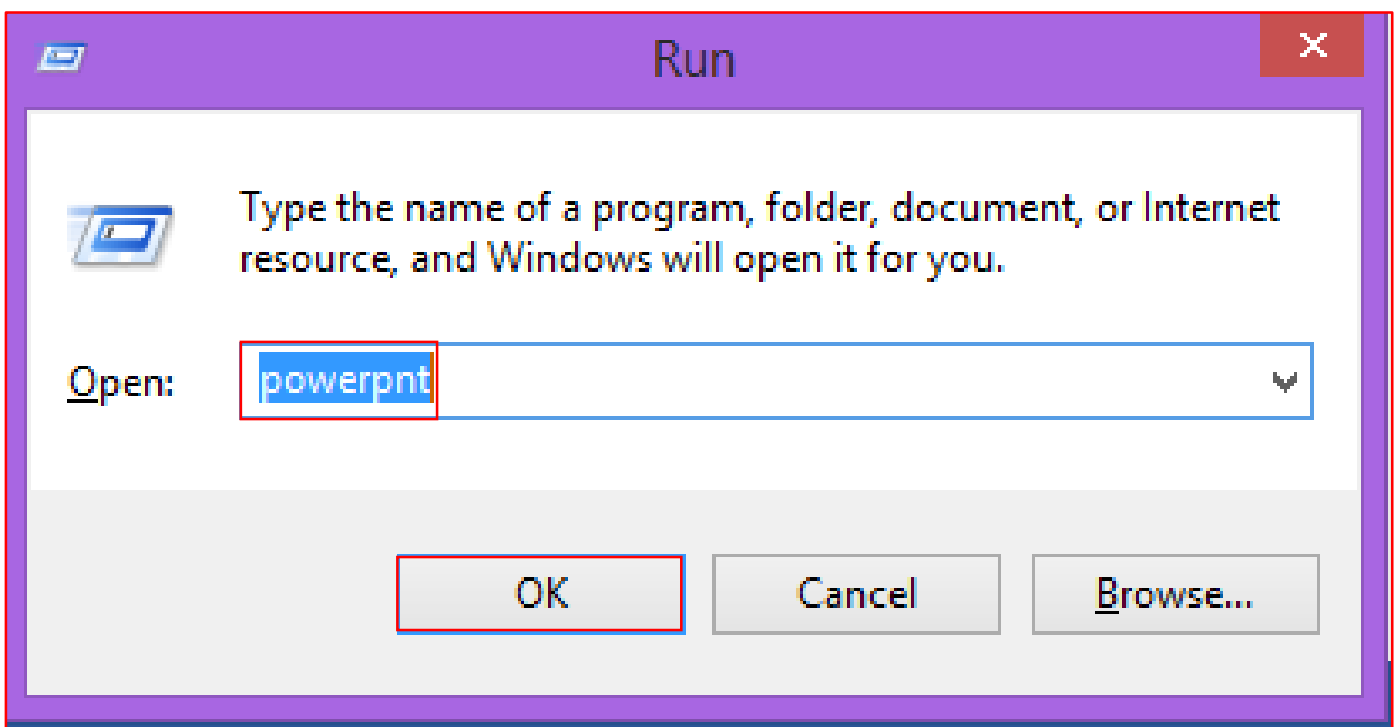 Run
Type the name of a program, folder, document, or Internet
resource, and Windows will open it for you.
Open: powerpnt
OK Cancel Browse...